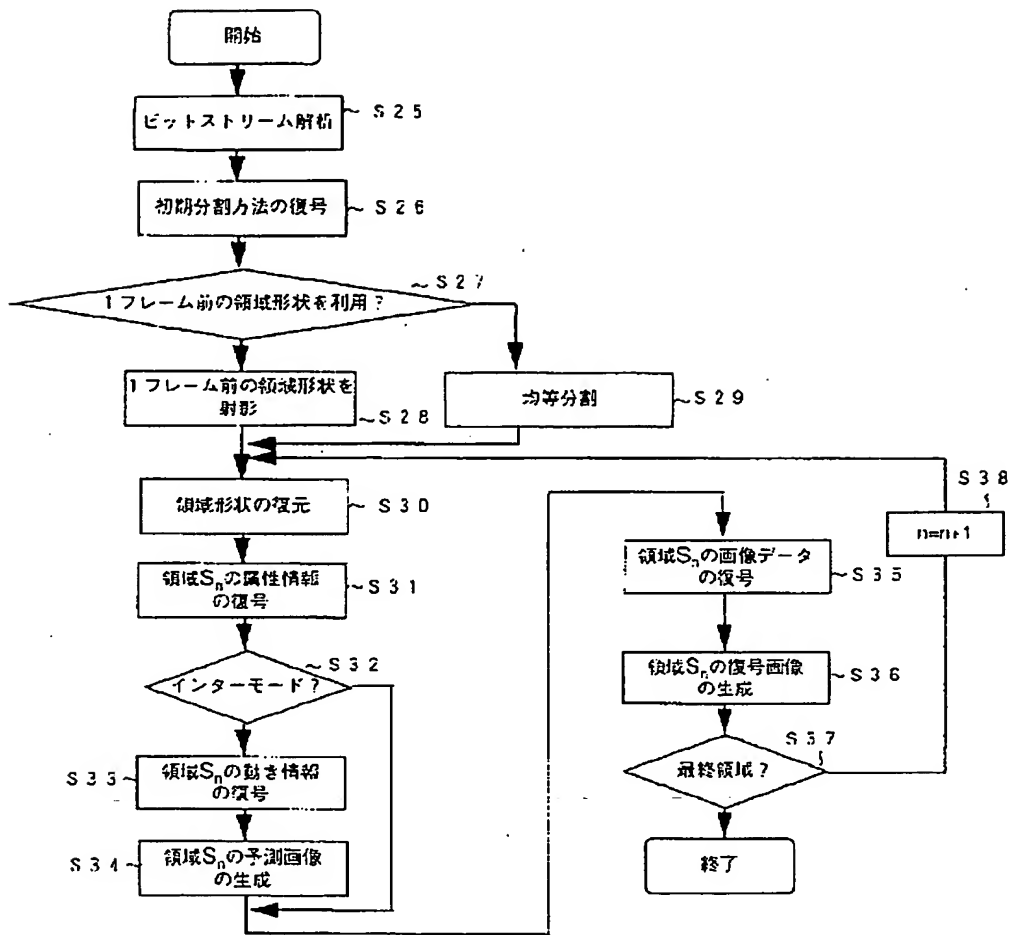 開始
ビットストリーム解析
~ S25
初期分割方法の復号
~ S26
1フレーム前の領域形状を利用?
~ S27
1フレーム前の領域形状を
射影
~ S28
均等分割
~ S29
領域形状の復元
~ S30
領域Snの属性情報
の復号
~ S31
インターモード?
~ S32
S33 ~
領域Snの動き情報
の復号
S34 ~
領域Snの予測画像
の生成
領域Snの画像データ
の復号
~ S35
領域Snの復号画像
の生成
~ S36
最終領域?
S37
S38
n=n+1
終了